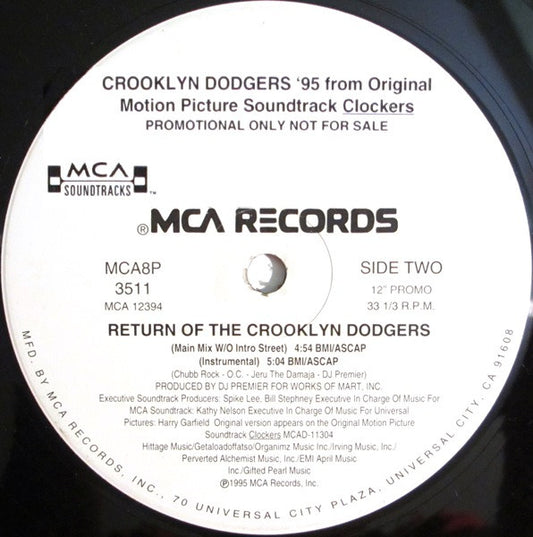 CROOKLYN DODGERS '95 from Original
Motion Picture Soundtrack Clockers
PROMOTIONAL ONLY NOT FOR SALE
MCA
SOUNDTRACKS™
®MCA RECORDS
MCA8P
3511
MCA 12394
SIDE TWO
12" PROMO
33 1/3 R.P.M.
RETURN OF THE CROOKLYN DODGERS
(Main Mix W/O Intro Street) 4:54 BMI/ASCAP
(Instrumental) 5:04 BMI/ASCAP
(Chubb Rock - O.C. - Jeru The Damaja - DJ Premier)
PRODUCED BY DJ PREMIER FOR WORKS OF MART, INC.
Executive Soundtrack Producers: Spike Lee, Bill Stephney Executive In Charge Of Music For
MCA Soundtrack: Kathy Nelson Executive In Charge Of Music For Universal
Pictures: Harry Garfield Original version appears on the Original Motion Picture
Soundtrack Clockers MCAD-11304
Hittage Music/Getaloadoffatso/Organimz Music Inc./Irving Music, Inc./
Perverted Alchemist Music, Inc./EMI April Music
Inc./Gifted Pearl Music
℗1995 MCA Records, Inc.
MFD. BY MCA RECORDS, INC., 70 UNIVERSAL CITY PLAZA, UNIVERSAL CITY, CA 91608